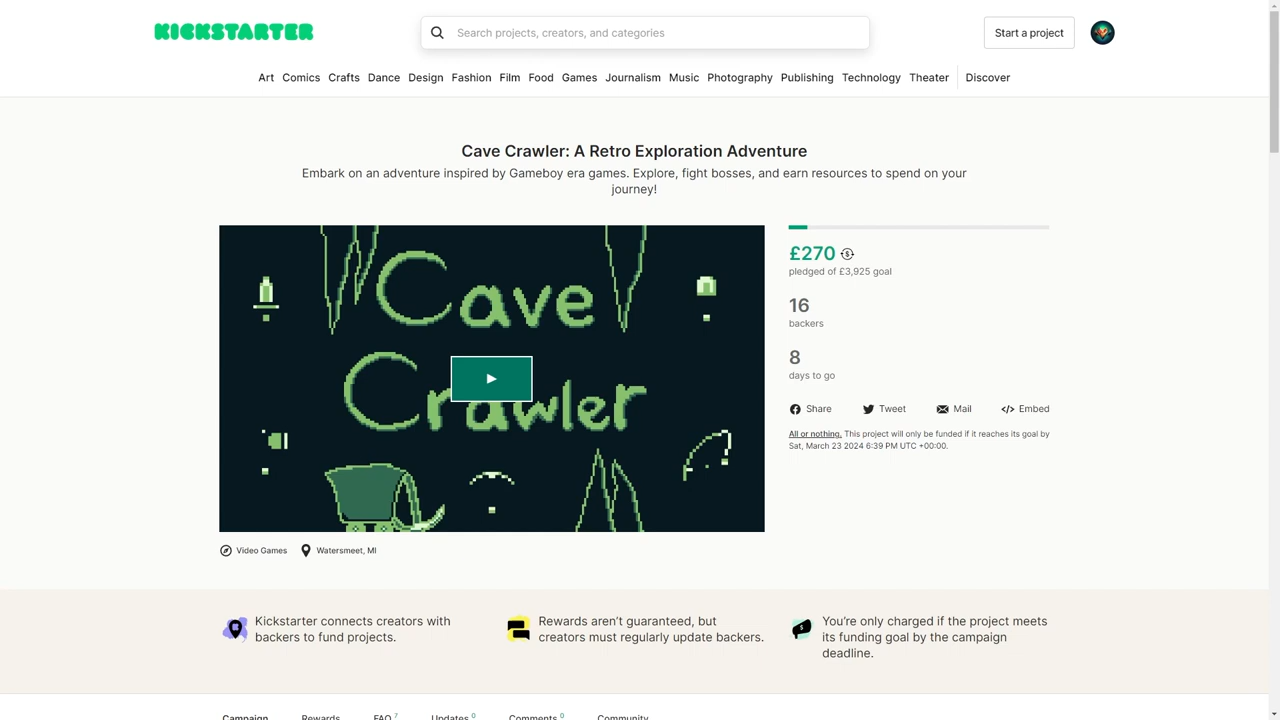 KICKSTARTER
Search projects, creators, and categories
Start a project
Art Comics Crafts Dance Design Fashion Film Food Games Journalism Music Photography Publishing Technology Theater Discover
Cave Crawler: A Retro Exploration Adventure
Embark on an adventure inspired by Gameboy era games. Explore, fight bosses, and earn resources to spend on your
journey!
Cave
Crawler
£270
pledged of £3,925 goal
16
backers
8
days to go
Share Tweet Mail Embed
All or nothing. This project will only be funded if it reaches its goal by
Sat, March 23 2024 6:39 PM UTC +00:00.
Video Games Watersmeet, MI
Kickstarter connects creators with
backers to fund projects.
Rewards aren’t guaranteed, but
creators must regularly update backers.
You’re only charged if the project meets
its funding goal by the campaign
deadline.
Campaign Rewards FAQ 7 Updates 0 Comments 0 Community